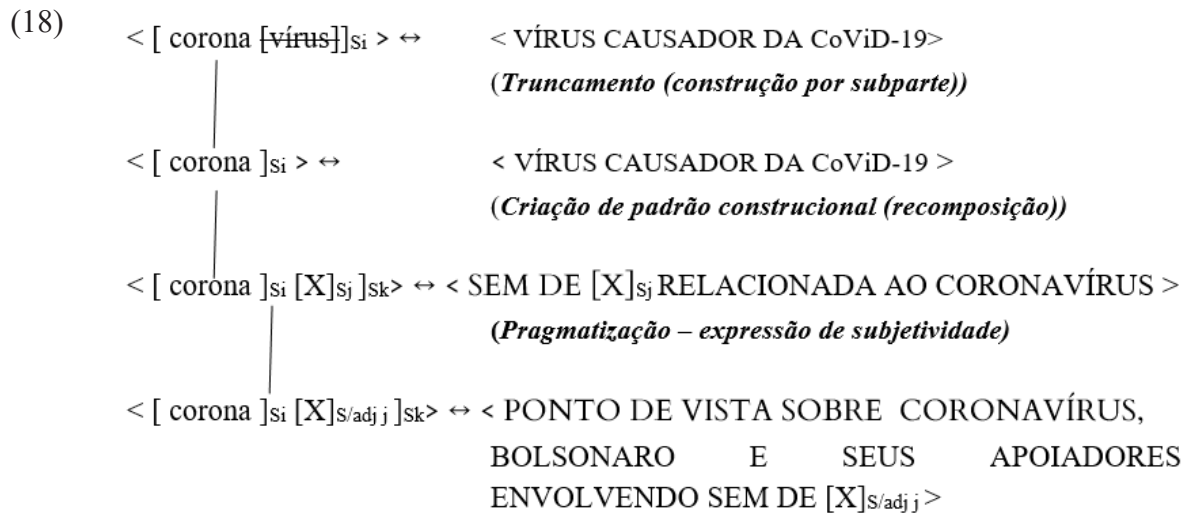 (18) < [ corona [vírus]]Si > ↔ < VÍRUS CAUSADOR DA CoViD-19>
(Truncamento (construção por subparte))
< [ corona ]Si > ↔ < VÍRUS CAUSADOR DA CoViD-19 >
(Criação de padrão construcional (recomposição))
< [ corona ]Si [X]Sj ]Sk> ↔ < SEM DE [X]Sj RELACIONADA AO CORONAVÍRUS >
(Pragmatização – expressão de subjetividade)
< [ corona ]Si [X]S/adj j ]Sk> ↔ < PONTO DE VISTA SOBRE CORONAVÍRUS,
BOLSONARO E SEUS APOIADORES
ENVOLVENDO SEM DE [X]S/adj j >